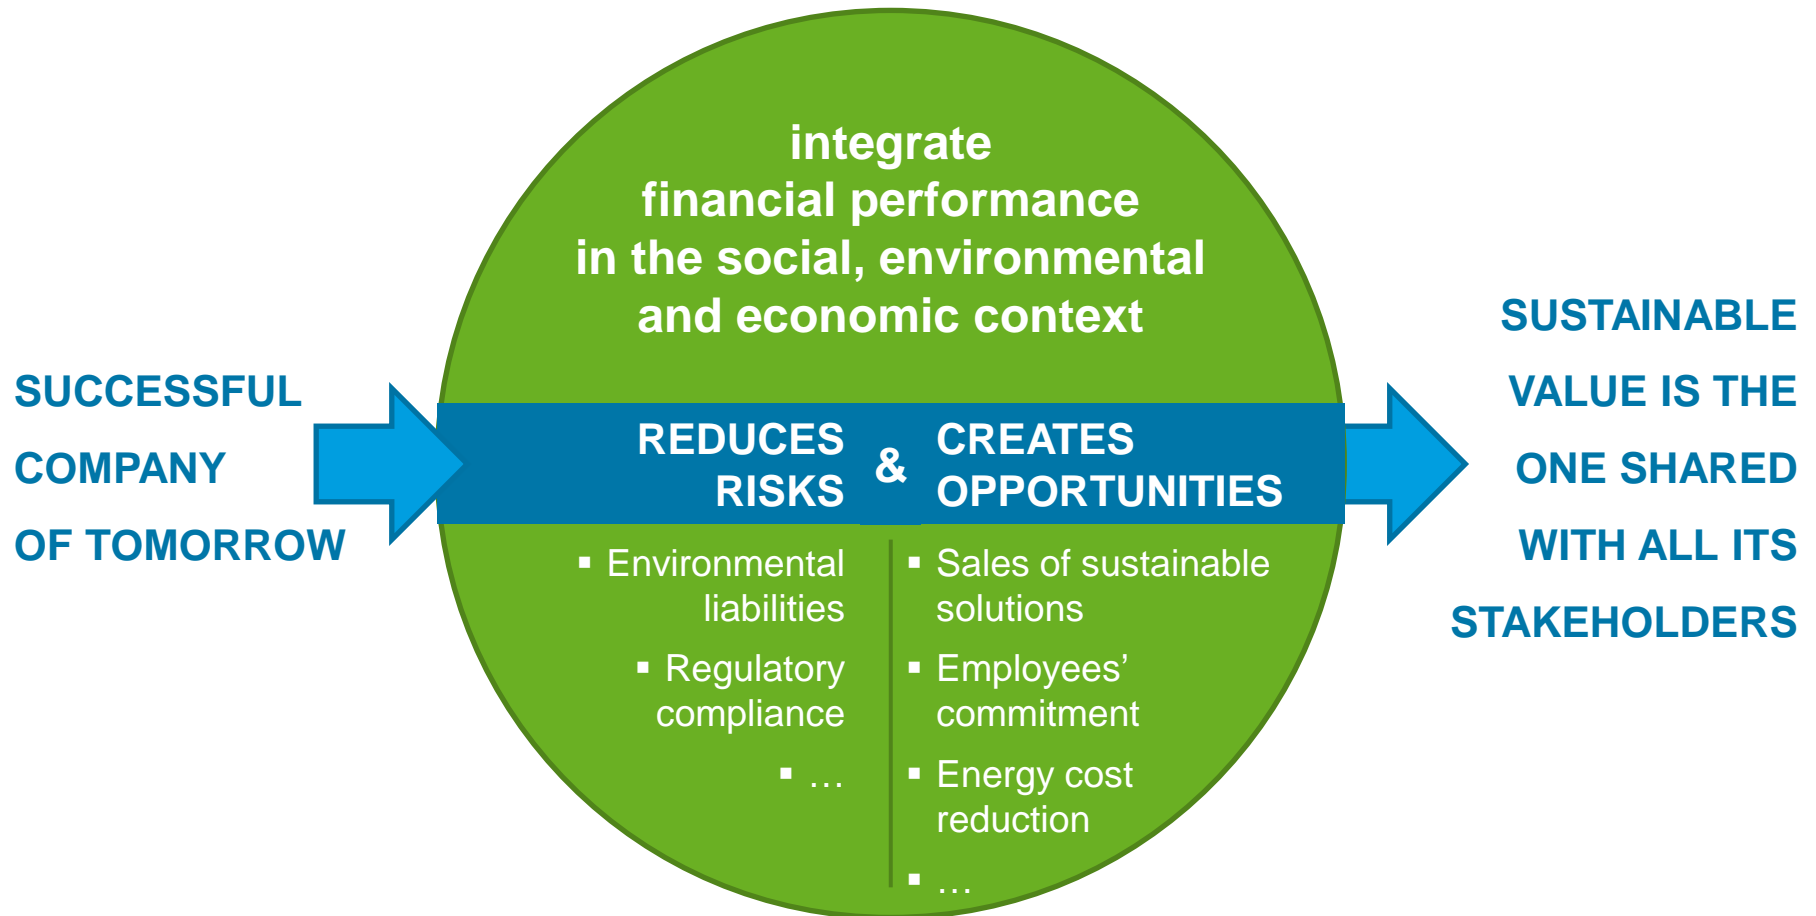 SUCCESSFUL
COMPANY
OF TOMORROW
integrate
financial performance
in the social, environmental
and economic context
REDUCES
RISKS
&
CREATES
OPPORTUNITIES
▪ Environmental
liabilities
▪ Regulatory
compliance
▪ …
▪ Sales of sustainable
solutions
▪ Employees’
commitment
▪ Energy cost
reduction
▪ …
SUSTAINABLE
VALUE IS THE
ONE SHARED
WITH ALL ITS
STAKEHOLDERS